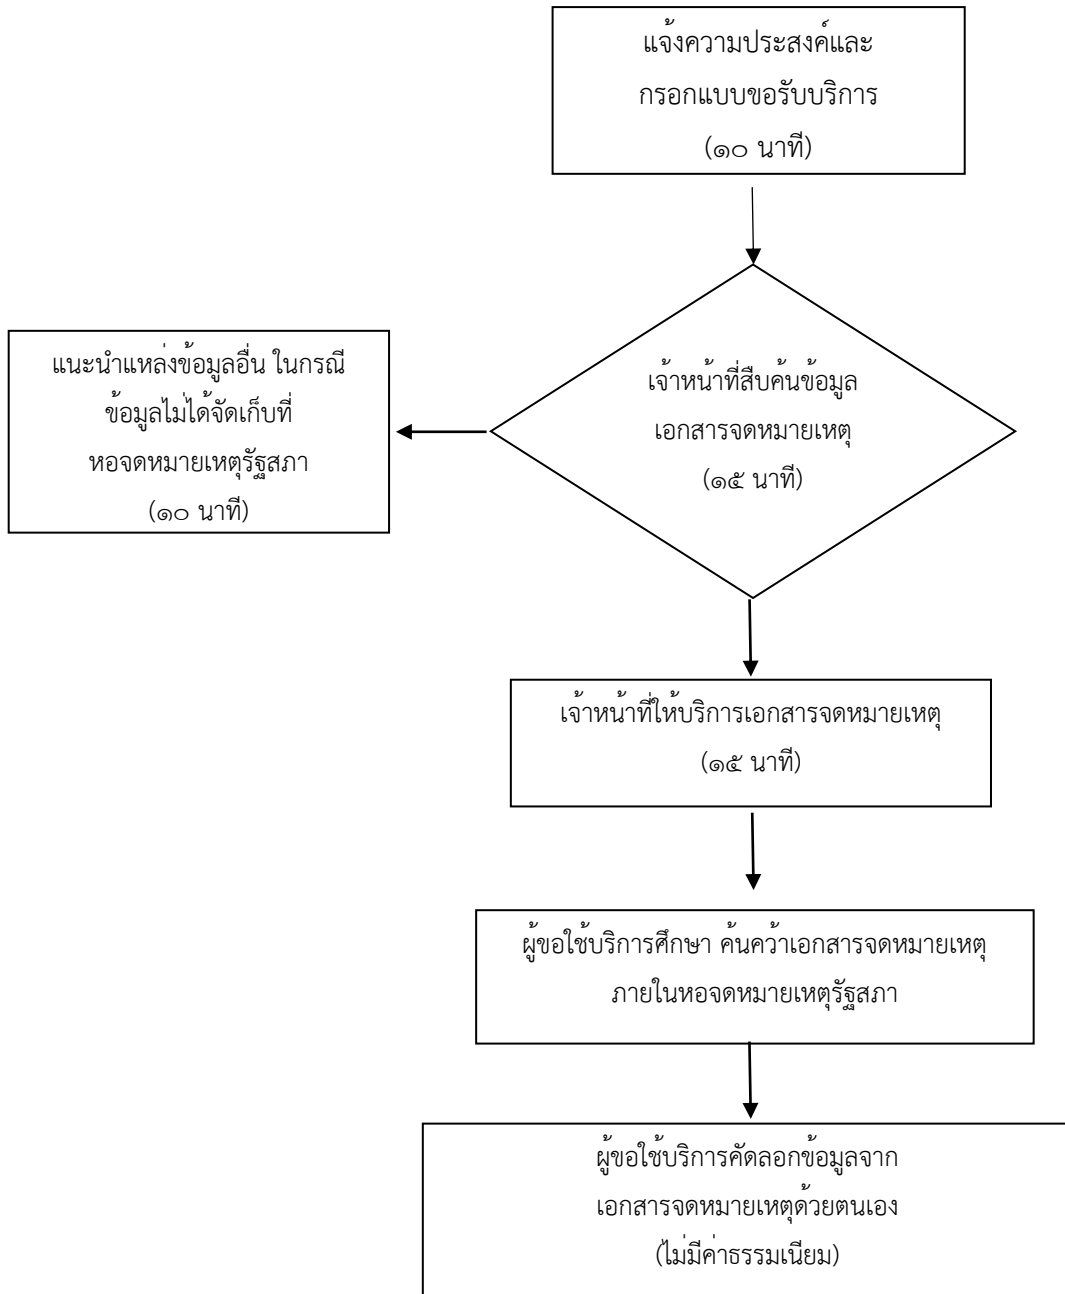 แจ้งความประสงค์และ
กรอกแบบขอรับบริการ
(๑๐ นาที)
แนะนำแหล่งข้อมูลอื่น ในกรณี
ข้อมูลไม่ได้จัดเก็บที่
หอจดหมายเหตุรัฐสภา
(๑๐ นาที)
เจ้าหน้าที่สืบค้นข้อมูล
เอกสารจดหมายเหตุ
(๑๕ นาที)
เจ้าหน้าที่ให้บริการเอกสารจดหมายเหตุ
(๑๕ นาที)
ผู้ขอใช้บริการศึกษา ค้นคว้าเอกสารจดหมายเหตุ
ภายในหอจดหมายเหตุรัฐสภา
ผู้ขอใช้บริการคัดลอกข้อมูลจาก
เอกสารจดหมายเหตุด้วยตนเอง
(ไม่มีค่าธรรมเนียม)